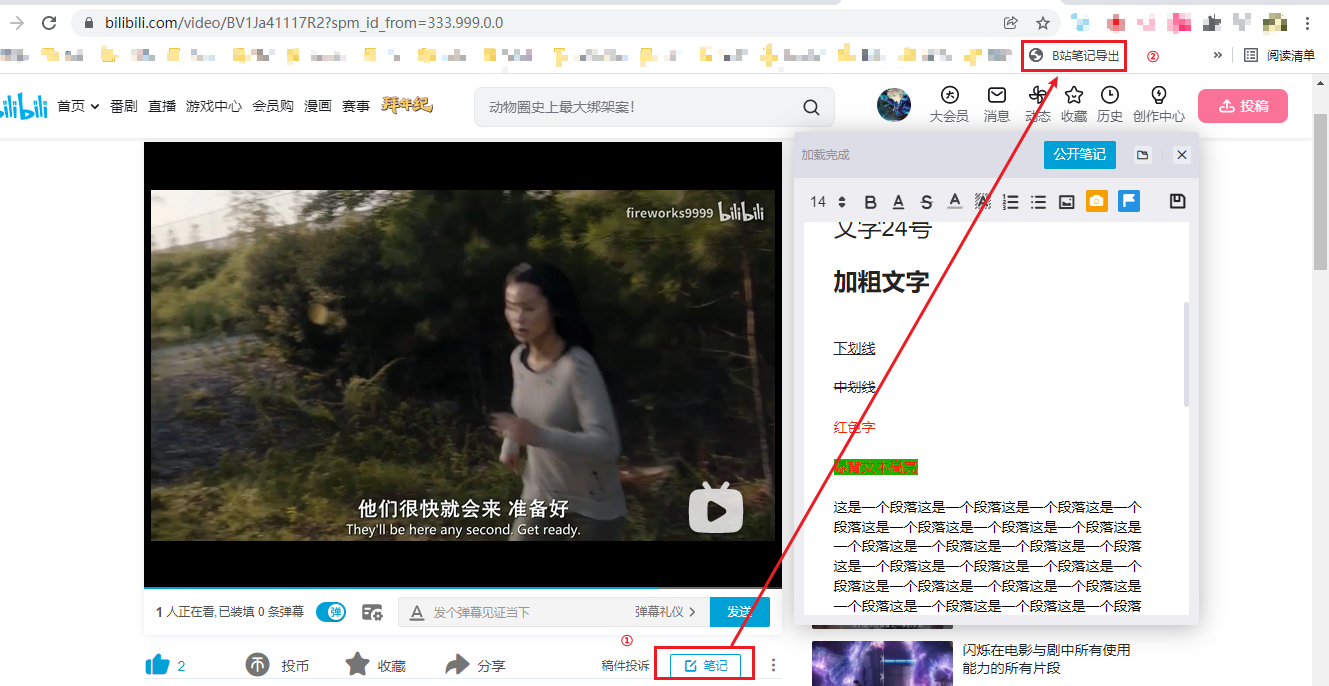 bilibili.com/video/BV1Ja41117R2?spm_id_from=333.999.0.0
B站笔记导出
②
»
阅读清单
bilibili
首页
番剧
直播
游戏中心
会员购
漫画
赛事
拜年纪
动物圈史上最大绑架案!
大会员
消息
动态
收藏
历史
创作中心
投稿
fireworks9999 bilibili
他们很快就会来 准备好
They'll be here any second. Get ready.
1 人正在看,已装填 0 条弹幕
弹
A
发个弹幕见证当下
弹幕礼仪 >
发送
①
2
币
投币
收藏
分享
稿件投诉
笔记
加载完成
公开笔记
14
B
A
S
A
文字24号
加粗文字
下划线
中划线
红色字
这是一个段落这是一个段落这是一个段落这是一个
段落这是一个段落这是一个段落这是一个段落这是
一个段落这是一个段落这是一个段落这是一个段落
这是一个段落这是一个段落这是一个段落这是一个
段落这是一个段落这是一个段落这是一个段落这是
一个段落这是一个段落这是一个段落这是一个段落
闪烁在电影与剧中所有使用
能力的所有片段